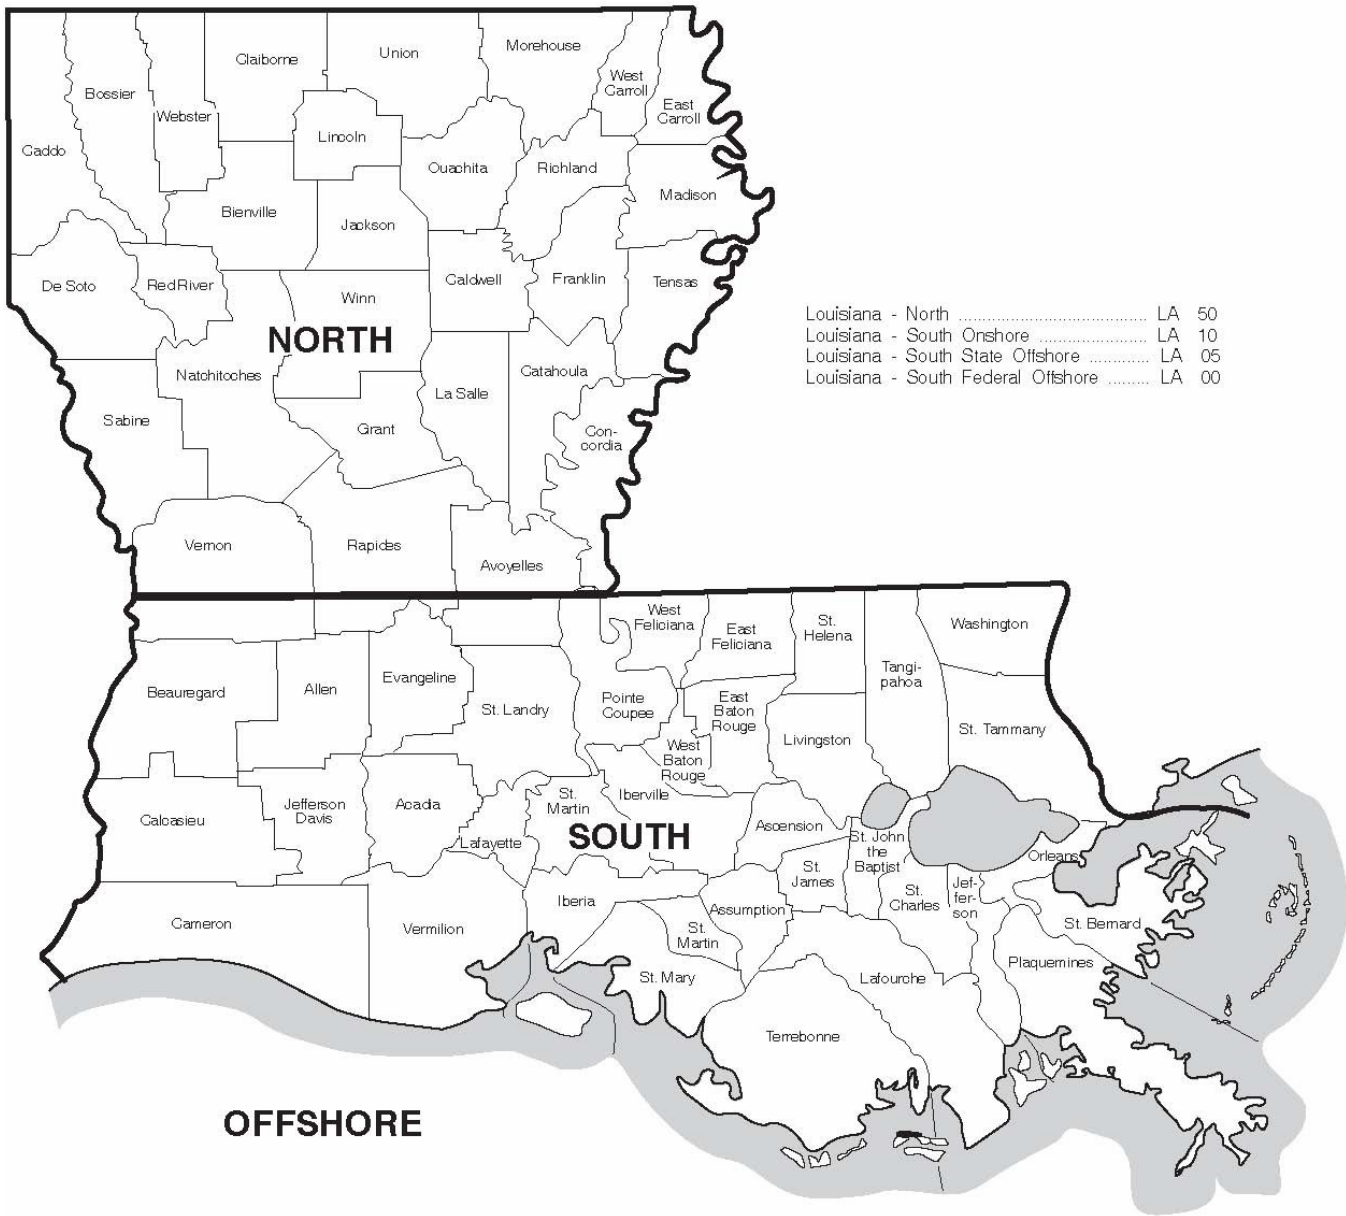 Claiborne
Union
Morehouse
West
Carroll
Bossier
Webster
East
Carroll
Lincoln
Caddo
Ouachita
Richland
Madison
Bienville
Jackson
De Soto
Red River
Caldwell
Franklin
Tensas
Winn
NORTH
Natchitoches
Catahoula
La Salle
Sabine
Grant
Con-
cordia
Vernon
Rapides
Avoyelles
Louisiana - North ..................................... LA 50
Louisiana - South Onshore ..................... LA 10
Louisiana - South State Offshore ............ LA 05
Louisiana - South Federal Offshore ........ LA 00
West
Feliciana
East
Feliciana
St.
Helena
Washington
Tangi-
pahoa
Beauregard
Allen
Evangeline
St. Landry
Pointe
Coupee
East
Baton
Rouge
Livingston
St. Tammany
West
Baton
Rouge
Calcasieu
Jefferson
Davis
Acadia
Lafayette
St.
Martin
Iberville
SOUTH
Ascension
St. John
the
Baptist
Orleans
St.
James
St.
Charles
Jef-
fer-
son
Cameron
Vermilion
Iberia
Assumption
St.
Martin
St. Bernard
St. Mary
Lafourche
Plaquemines
Terrebonne
OFFSHORE